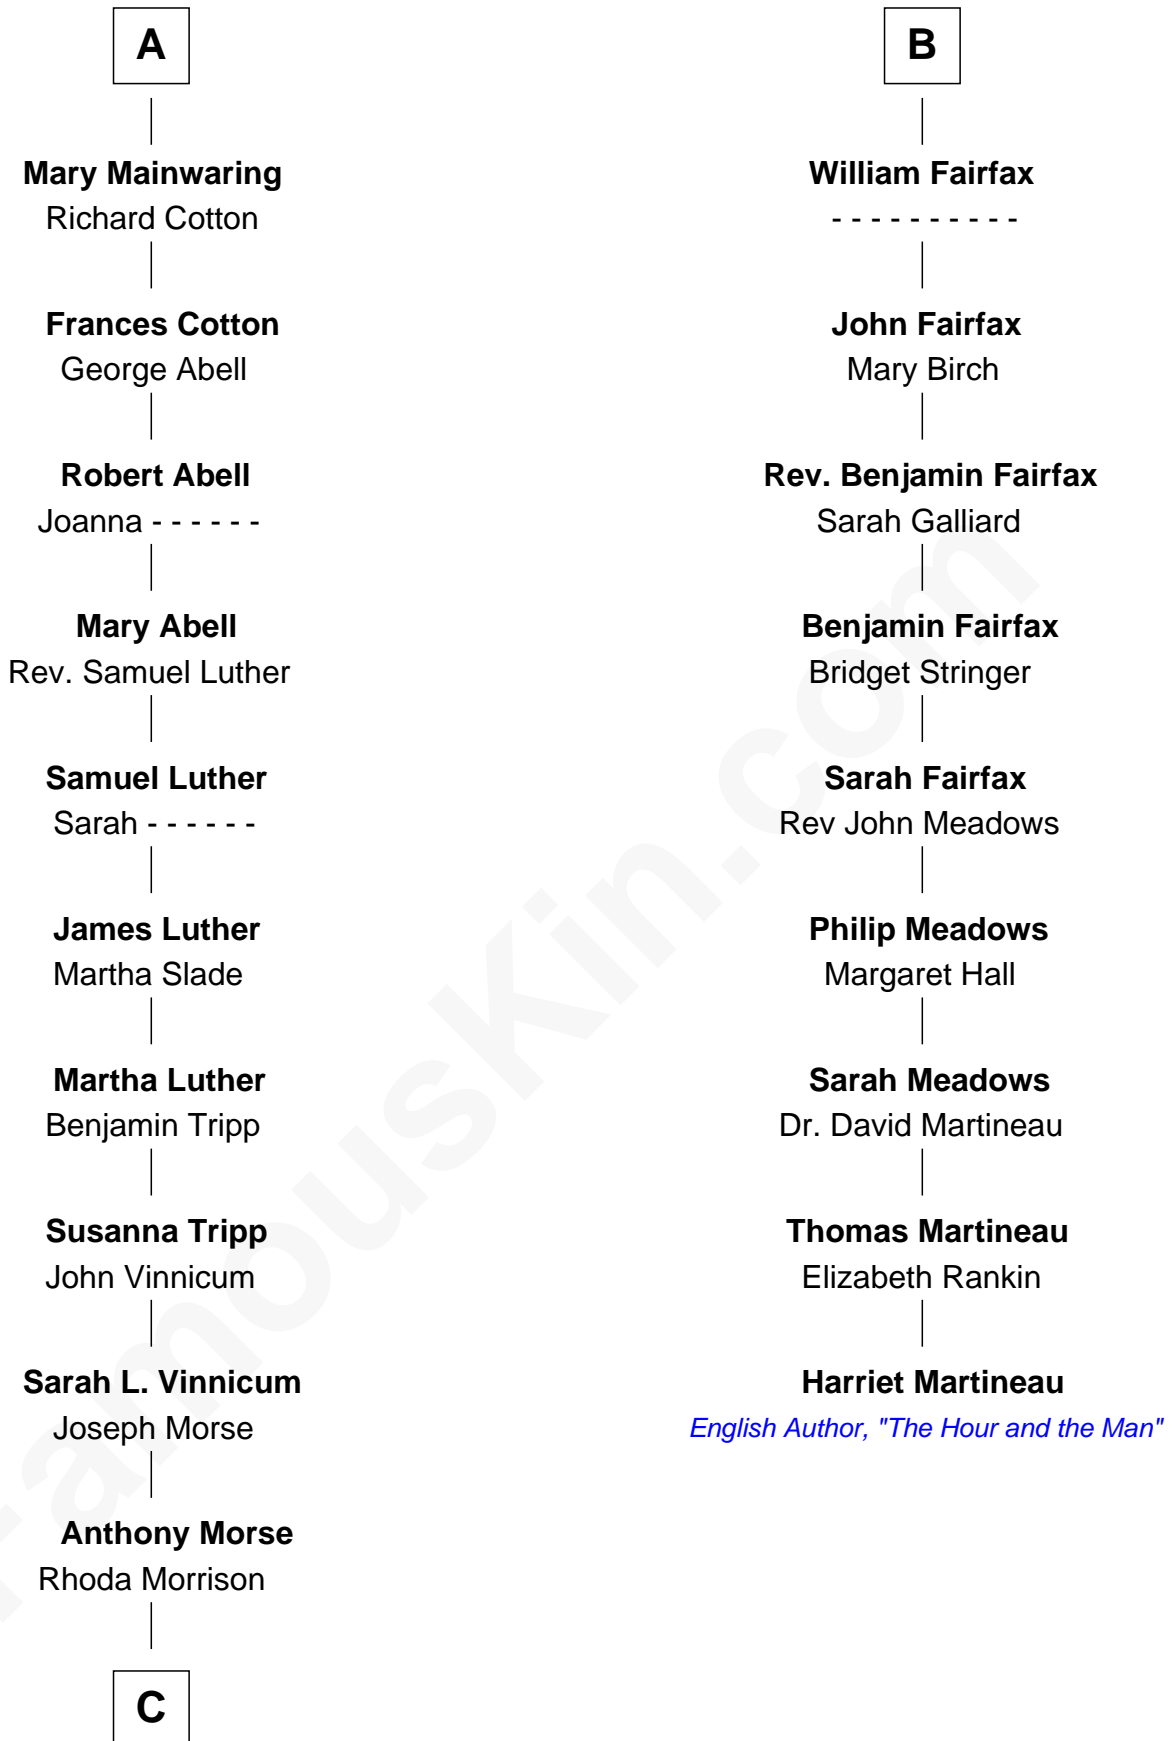 A
Mary Mainwaring
Richard Cotton
Frances Cotton
George Abell
Robert Abell
Joanna - - - - - -
Mary Abell
Rev. Samuel Luther
Samuel Luther
Sarah - - - - - -
James Luther
Martha Slade
Martha Luther
Benjamin Tripp
Susanna Tripp
John Vinnicum
Sarah L. Vinnicum
Joseph Morse
Anthony Morse
Rhoda Morrison
C
B
William Fairfax
- - - - - - - - - -
John Fairfax
Mary Birch
Rev. Benjamin Fairfax
Sarah Galliard
Benjamin Fairfax
Bridget Stringer
Sarah Fairfax
Rev John Meadows
Philip Meadows
Margaret Hall
Sarah Meadows
Dr. David Martineau
Thomas Martineau
Elizabeth Rankin
Harriet Martineau
English Author, "The Hour and the Man"
FamousKin.com